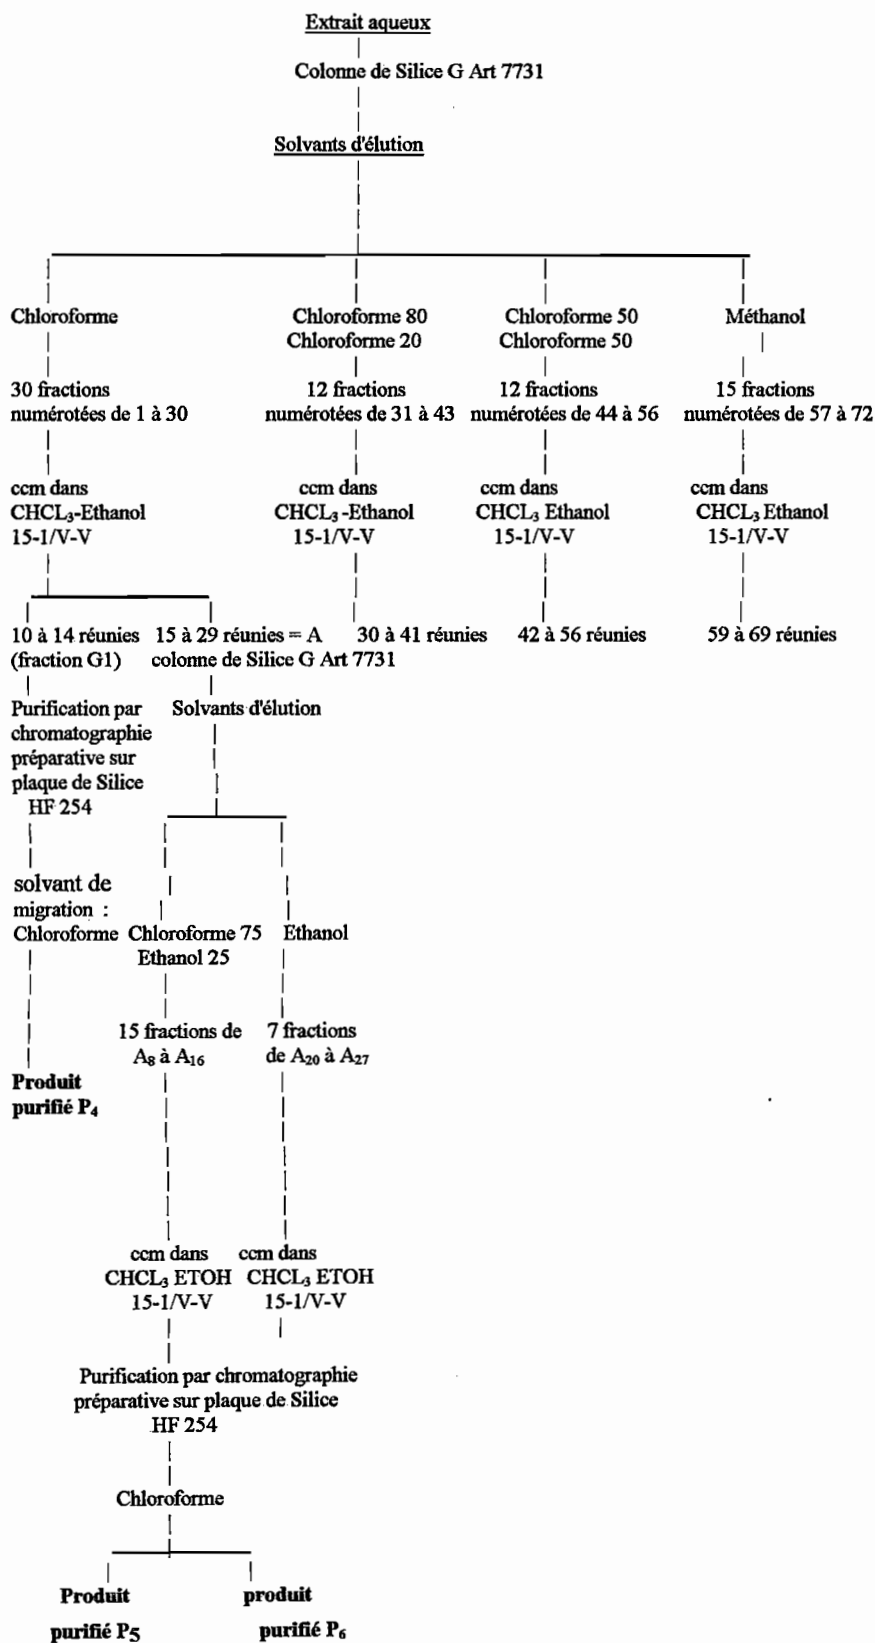 Extrait aqueux
Colonne de Silice G Art 7731
Solvants d'élution
Chloroforme
Chloroforme 80
Chloroforme 20
Chloroforme 50
Chloroforme 50
Méthanol
30 fractions
numérotées de 1 à 30
12 fractions
numérotées de 31 à 43
12 fractions
numérotées de 44 à 56
15 fractions
numérotées de 57 à 72
ccm dans
CHCL₃-Ethanol
15-1/V-V
ccm dans
CHCL₃ -Ethanol
15-1/V-V
ccm dans
CHCL₃ Ethanol
15-1/V-V
ccm dans
CHCL₃ Ethanol
15-1/V-V
10 à 14 réunies
(fraction G1)
15 à 29 réunies = A
colonne de Silice G Art 7731
30 à 41 réunies
42 à 56 réunies
59 à 69 réunies
Purification par
chromatographie
préparative sur
plaque de Silice
HF 254
Solvants d'élution
solvant de
migration :
Chloroforme
Chloroforme 75
Ethanol 25
Ethanol
15 fractions de
A₈ à A₁₆
7 fractions
de A₂₀ à A₂₇
Produit
purifié P₄
ccm dans
CHCL₃ ETOH
15-1/V-V
ccm dans
CHCL₃ ETOH
15-1/V-V
Purification par chromatographie
préparative sur plaque de Silice
HF 254
Chloroforme
Produit
purifié P5
produit
purifié P₆